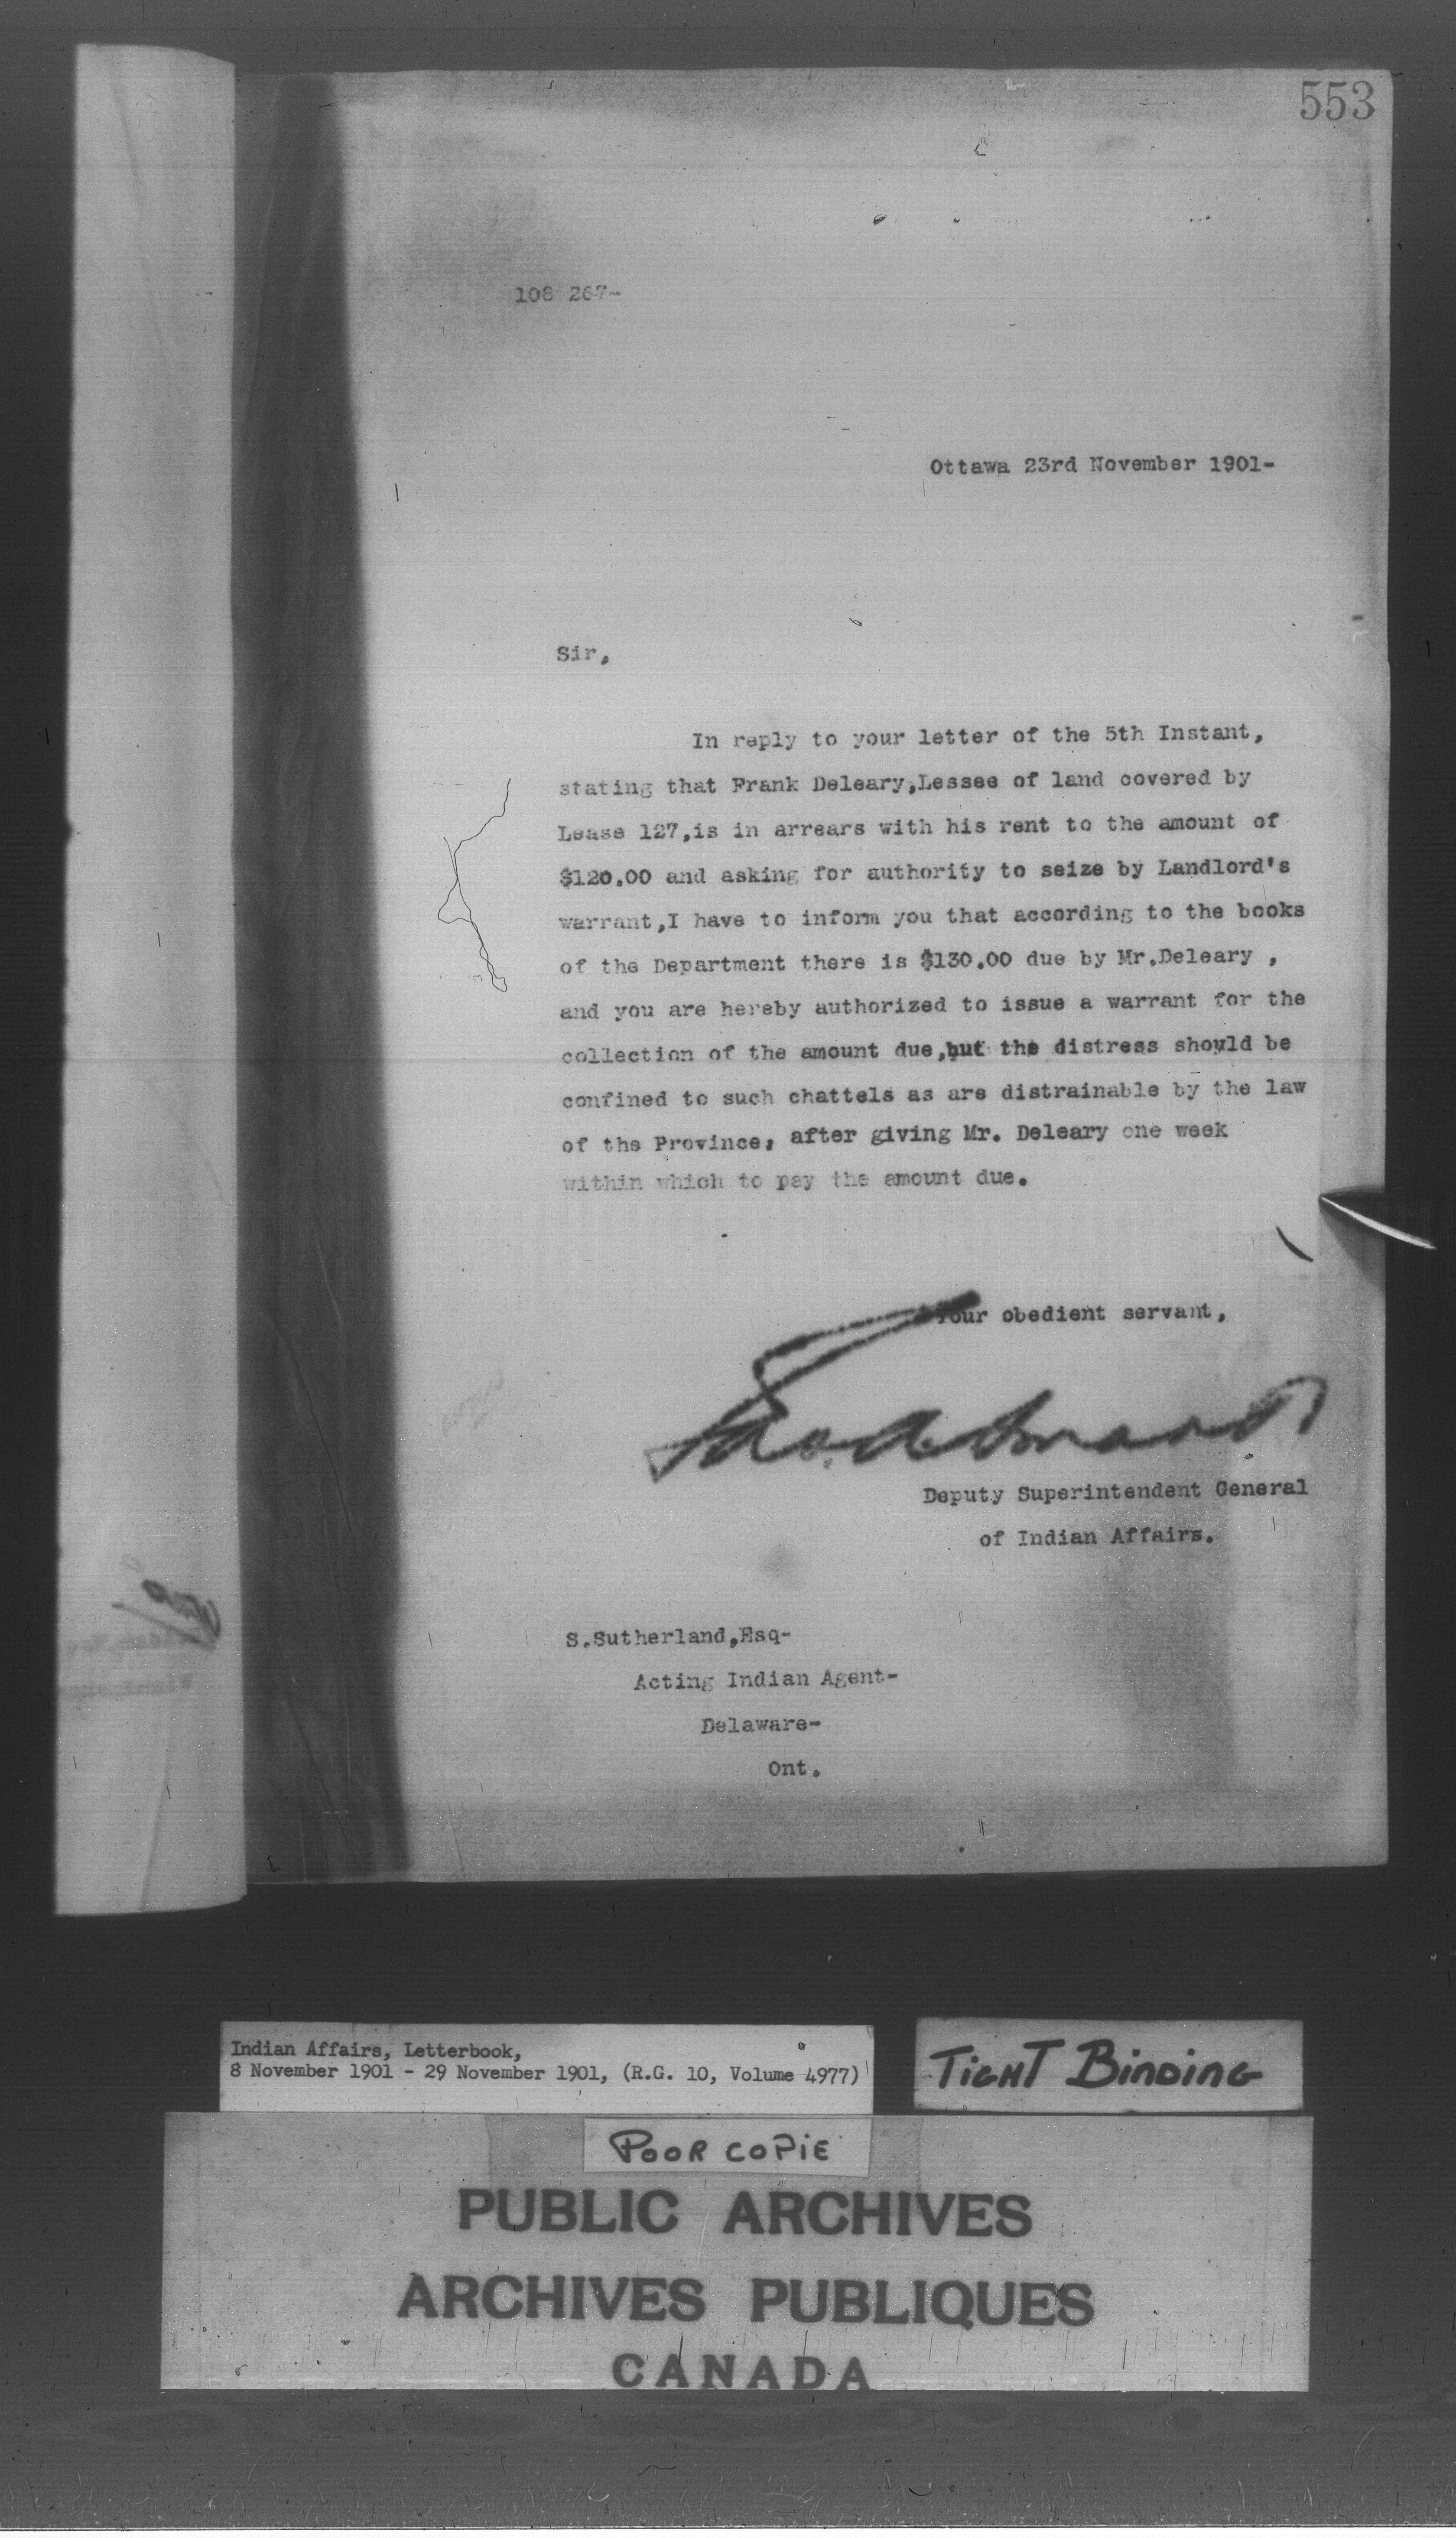 553
108 267-
Ottawa 23rd November 1901-
Sir,
In reply to your letter of the 5th Instant,
stating that Frank Deleary,Lessee of land covered by
Lease 127,is in arrears with his rent to the amount of
$120.00 and asking for authority to seize by Landlord's
warrant,I have to inform you that according to the books
of the Department there is $130.00 due by Mr.Deleary ,
and you are hereby authorized to issue a warrant for the
collection of the amount due,but the distress should be
confined to such chattels as are distrainable by the law
of the Province, after giving Mr. Deleary one week
within which to pay the amount due.
Your obedient servant,
Deputy Superintendent General
of Indian Affairs.
S.Sutherland,Esq-
Acting Indian Agent-
Delaware-
Ont.
Indian Affairs, Letterbook,
8 November 1901 - 29 November 1901, (R.G. 10, Volume 4977)
TIGHT BINDING
POOR COPIE
PUBLIC ARCHIVES
ARCHIVES PUBLIQUES
CANADA